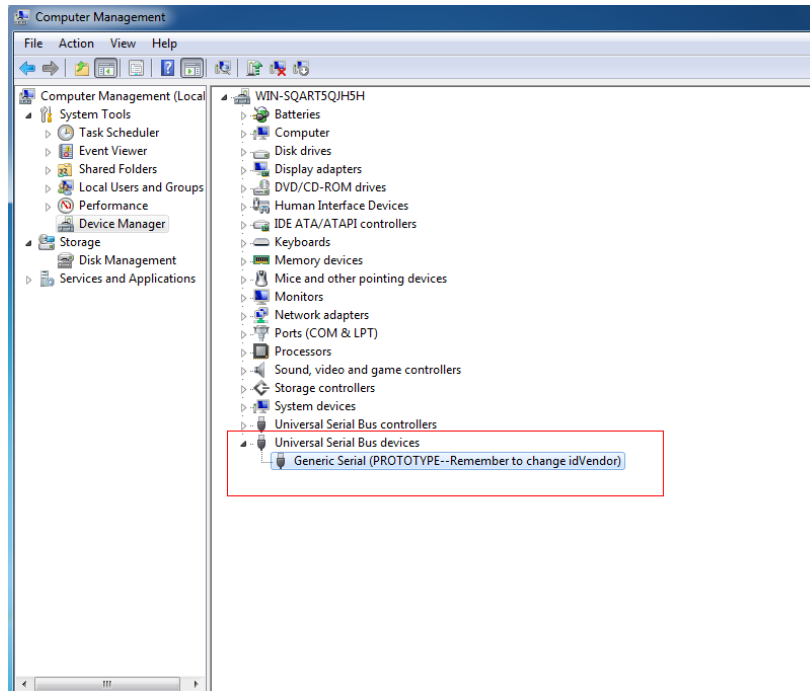 Computer Management
File Action View Help
Computer Management (Local
System Tools
Task Scheduler
Event Viewer
Shared Folders
Local Users and Groups
Performance
Device Manager
Storage
Disk Management
Services and Applications
WIN-SQART5QJH5H
Batteries
Computer
Disk drives
Display adapters
DVD/CD-ROM drives
Human Interface Devices
IDE ATA/ATAPI controllers
Keyboards
Memory devices
Mice and other pointing devices
Monitors
Network adapters
Ports (COM & LPT)
Processors
Sound, video and game controllers
Storage controllers
System devices
Universal Serial Bus controllers
Universal Serial Bus devices
Generic Serial (PROTOTYPE--Remember to change idVendor)